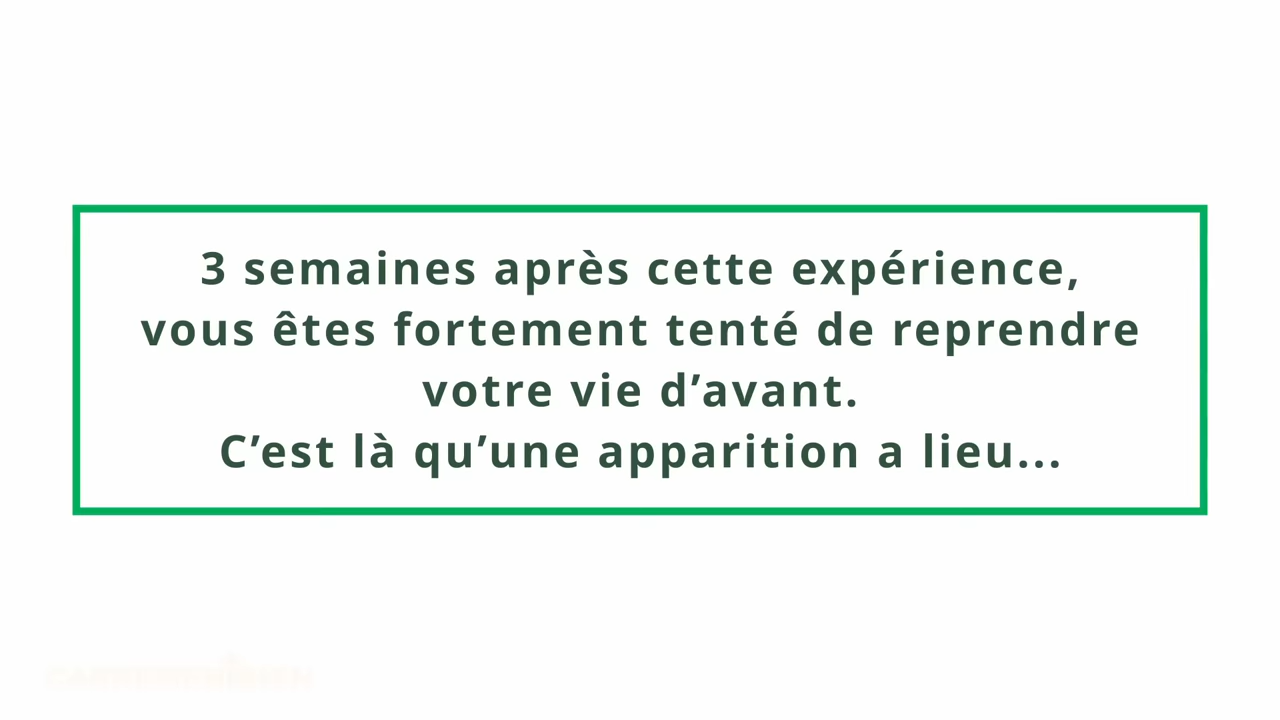 3 semaines après cette expérience,
vous êtes fortement tenté de reprendre
votre vie d’avant.
C’est là qu’une apparition a lieu...